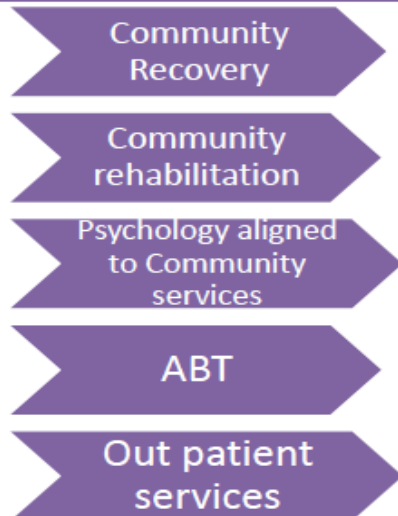 Community
Recovery
Community
rehabilitation
Psychology aligned
to Community
services
ABT
Out patient
services